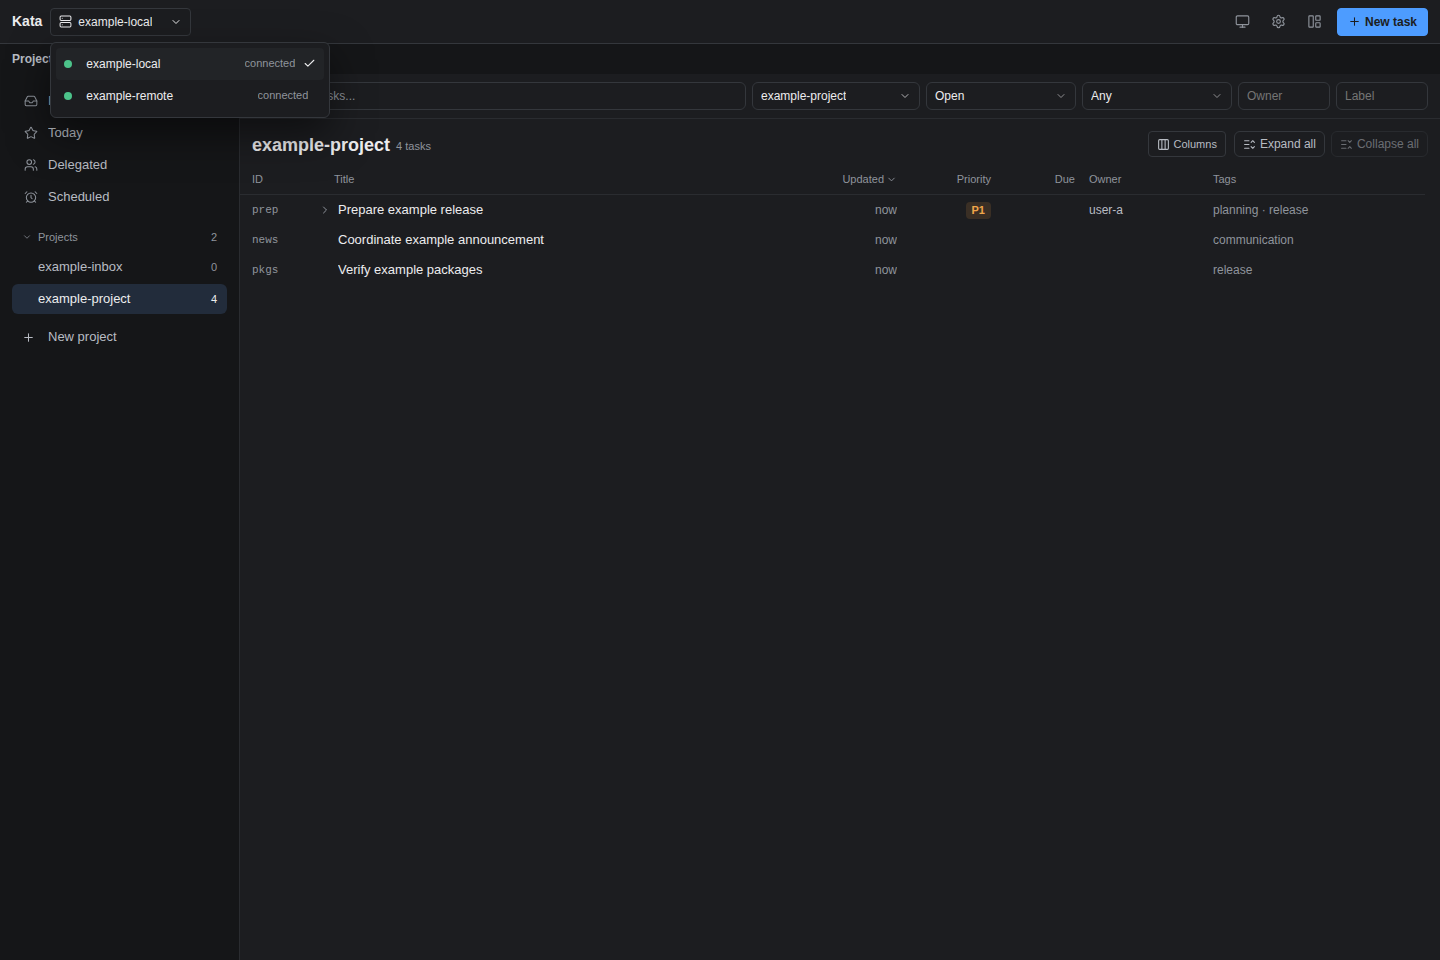 Kata
example-local
New task
example-local connected
example-remote connected
example-project
Open
Any
Owner
Label
Today
Delegated
Scheduled
Projects 2
example-inbox 0
example-project 4
New project
example-project 4 tasks
Columns
Expand all
Collapse all
ID Title Updated Priority Due Owner Tags
prep Prepare example release now P1 user-a planning · release
news Coordinate example announcement now communication
pkgs Verify example packages now release